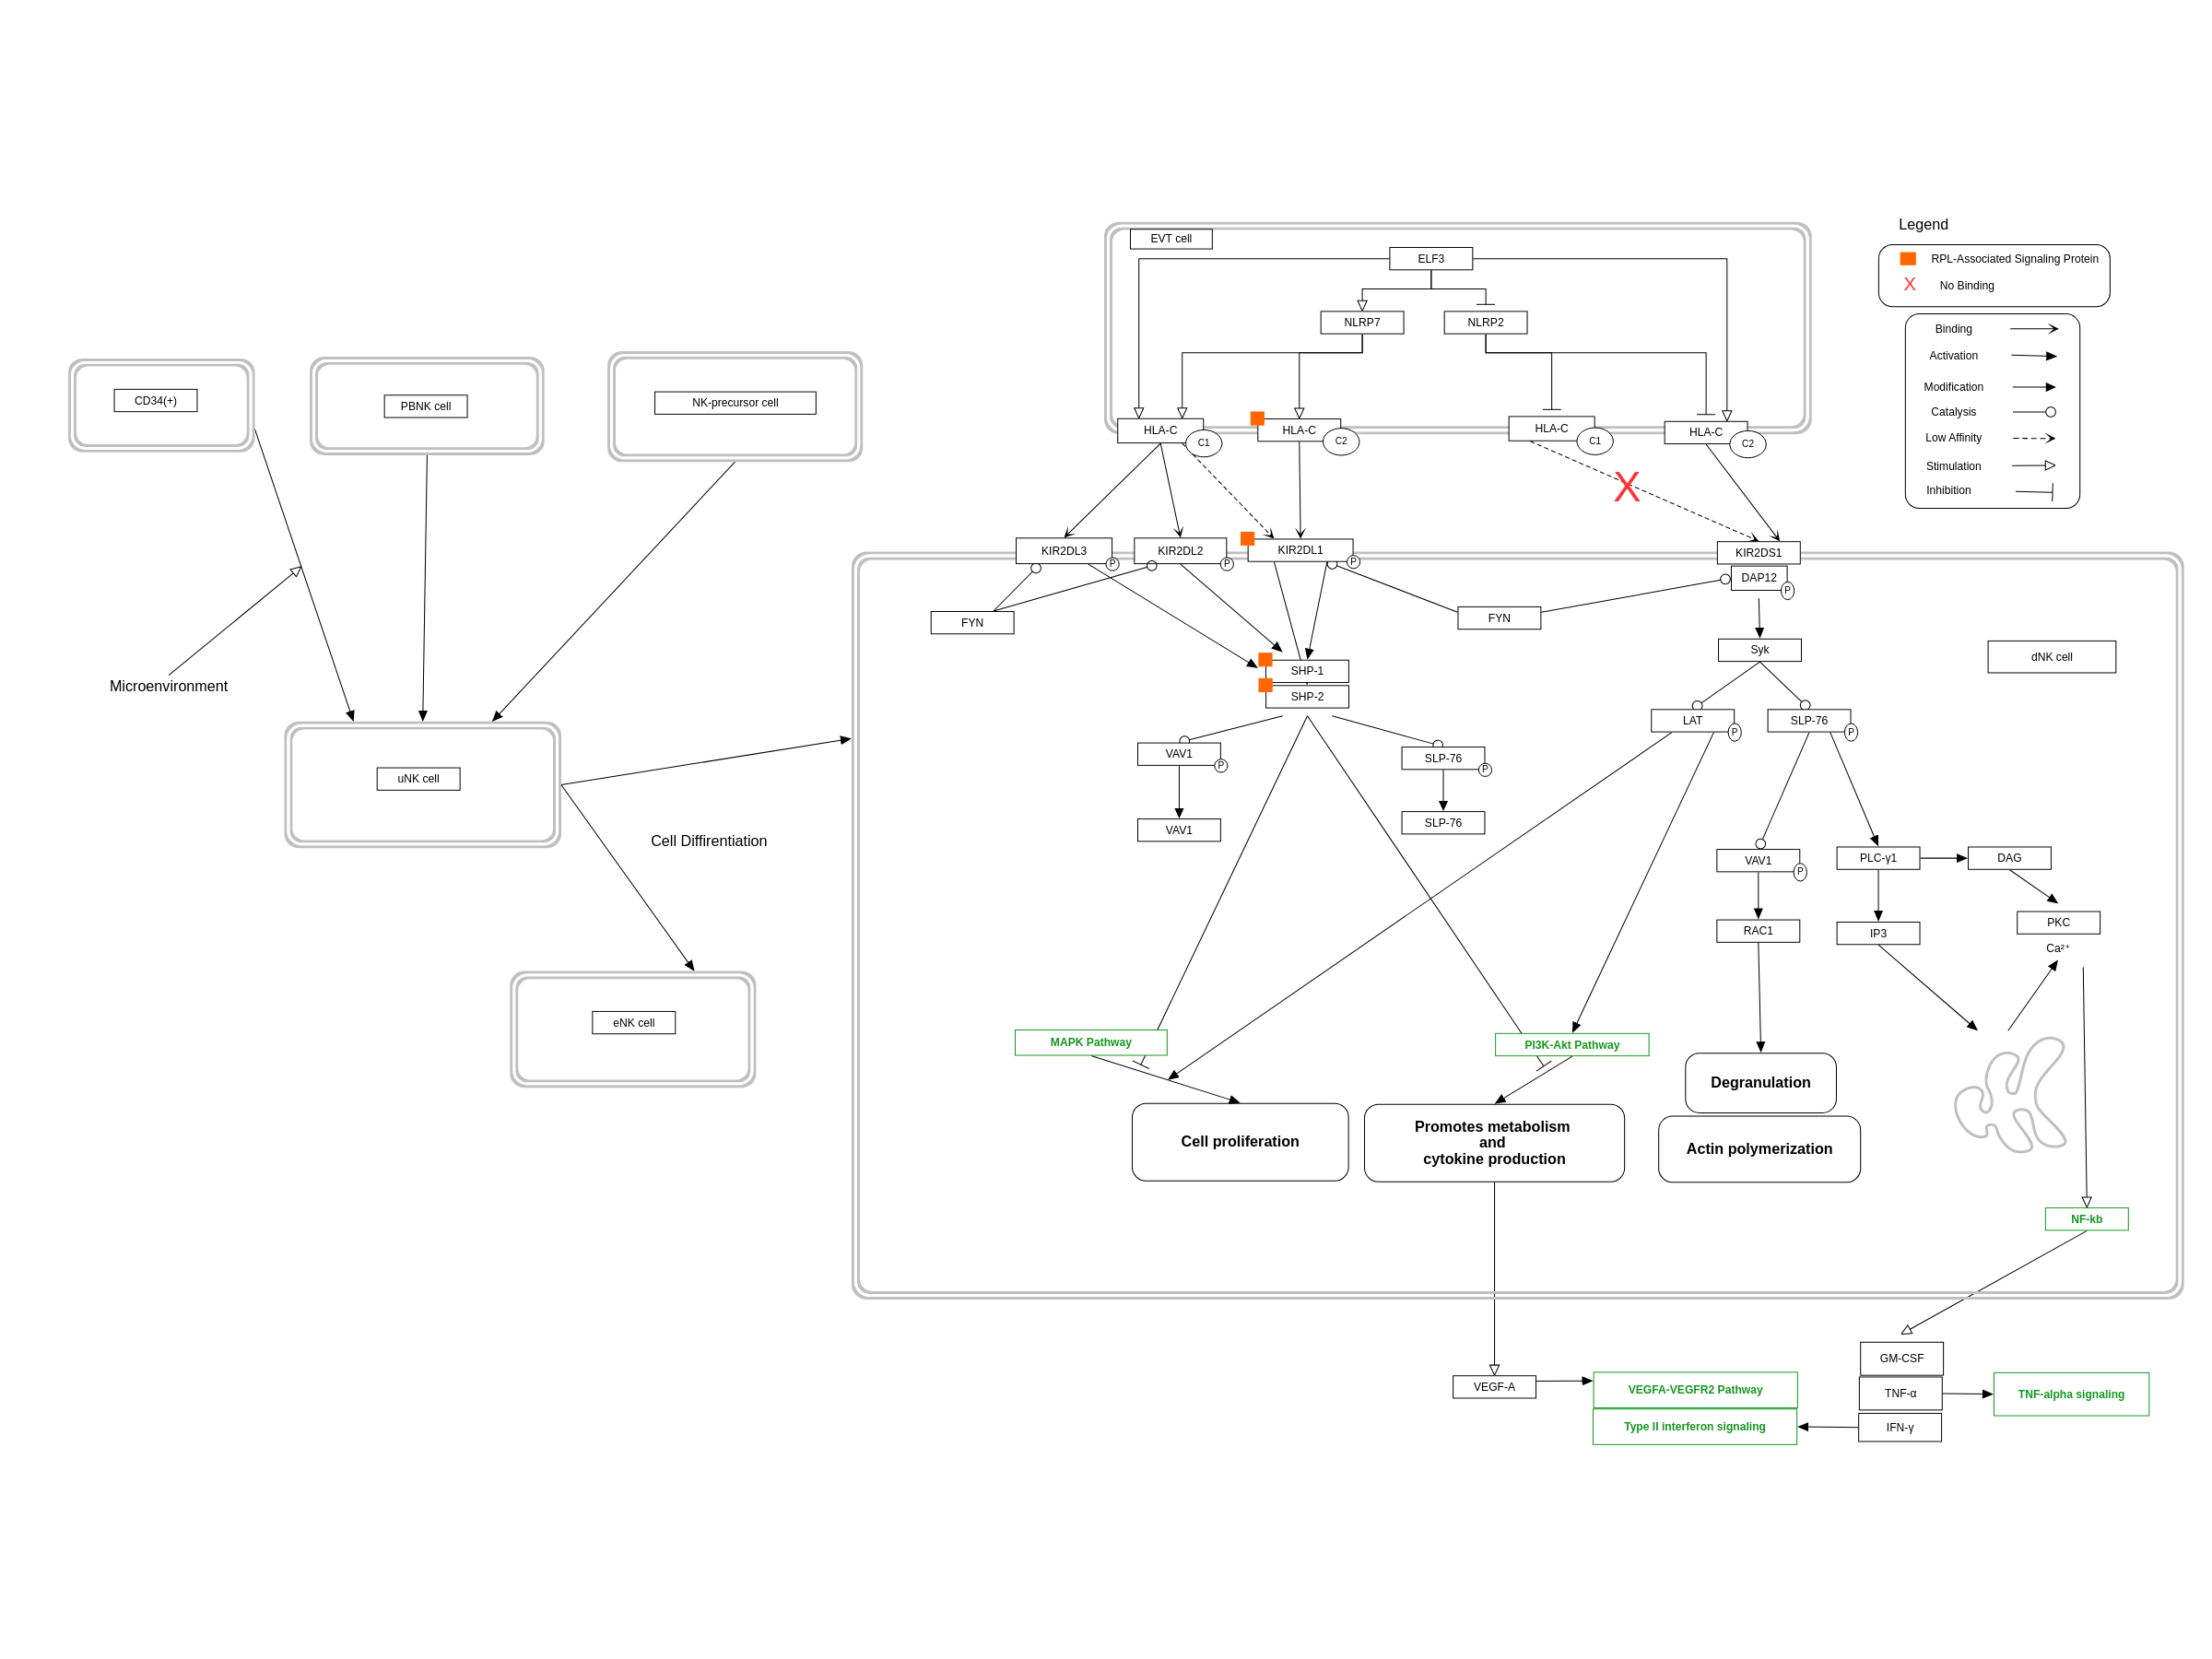 Legend
RPL-Associated Signaling Protein
X No Binding
Binding
Activation
Modification
Catalysis
Low Affinity
Stimulation
Inhibition
EVT cell
ELF3
NLRP7
NLRP2
HLA-C
C1
HLA-C
C2
HLA-C
C1
HLA-C
C2
X
CD34(+)
PBNK cell
NK-precursor cell
Microenvironment
uNK cell
Cell Diffirentiation
eNK cell
KIR2DL3
P
KIR2DL2
P
KIR2DL1
P
KIR2DS1
DAP12
P
FYN
FYN
Syk
dNK cell
SHP-1
SHP-2
LAT
P
SLP-76
P
VAV1
P
SLP-76
P
VAV1
SLP-76
VAV1
P
PLC-γ1
DAG
RAC1
IP3
PKC
Ca²⁺
MAPK Pathway
PI3K-Akt Pathway
Degranulation
Cell proliferation
Promotes metabolism
and
cytokine production
Actin polymerization
NF-kb
GM-CSF
VEGF-A
VEGFA-VEGFR2 Pathway
TNF-α
TNF-alpha signaling
Type II interferon signaling
IFN-γ